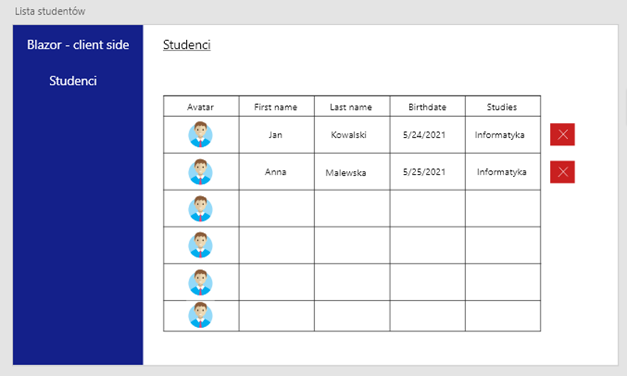 Lista studentów
Blazor - client side
Studenci
Studenci
Avatar First name Last name Birthdate Studies
Jan Kowalski 5/24/2021 Informatyka
Anna Malewska 5/25/2021 Informatyka